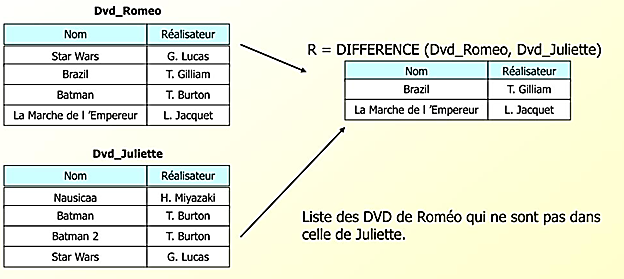 Dvd_Romeo
Nom Réalisateur
Star Wars G. Lucas
Brazil T. Gilliam
Batman T. Burton
La Marche de l 'Empereur L. Jacquet
Dvd_Juliette
Nom Réalisateur
Nausicaa H. Miyazaki
Batman T. Burton
Batman 2 T. Burton
Star Wars G. Lucas
R = DIFFERENCE (Dvd_Romeo, Dvd_Juliette)
Nom Réalisateur
Brazil T. Gilliam
La Marche de l 'Empereur L. Jacquet
Liste des DVD de Roméo qui ne sont pas dans
celle de Juliette.